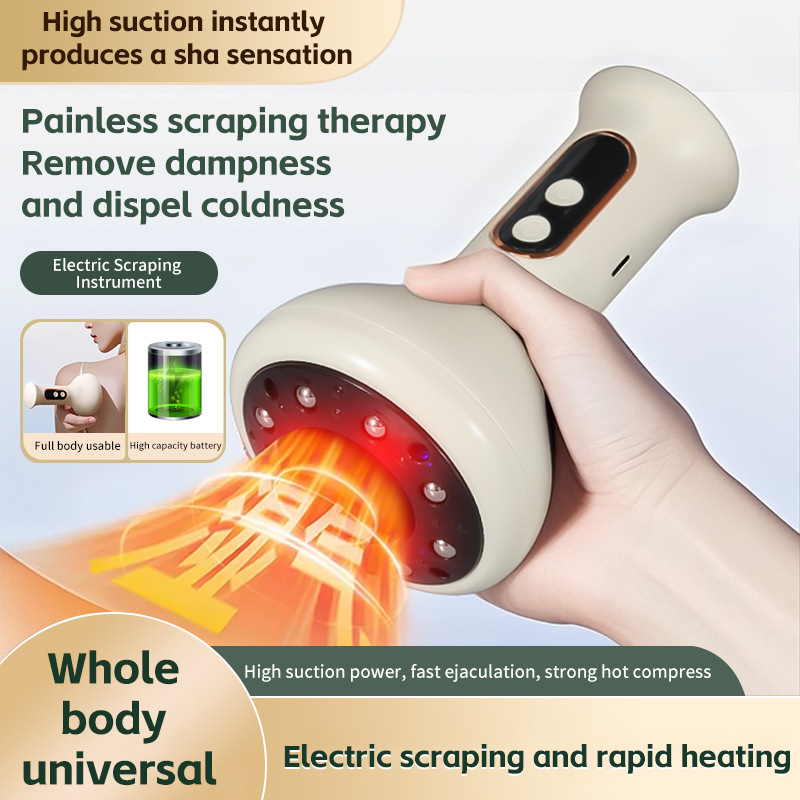 High suction instantly
produces a sha sensation
Painless scraping therapy
Remove dampness
and dispel coldness
Electric Scraping
Instrument
Full body usable
High capacity battery
High suction power, fast ejaculation, strong hot compress
Whole
body
universal
Electric scraping and rapid heating